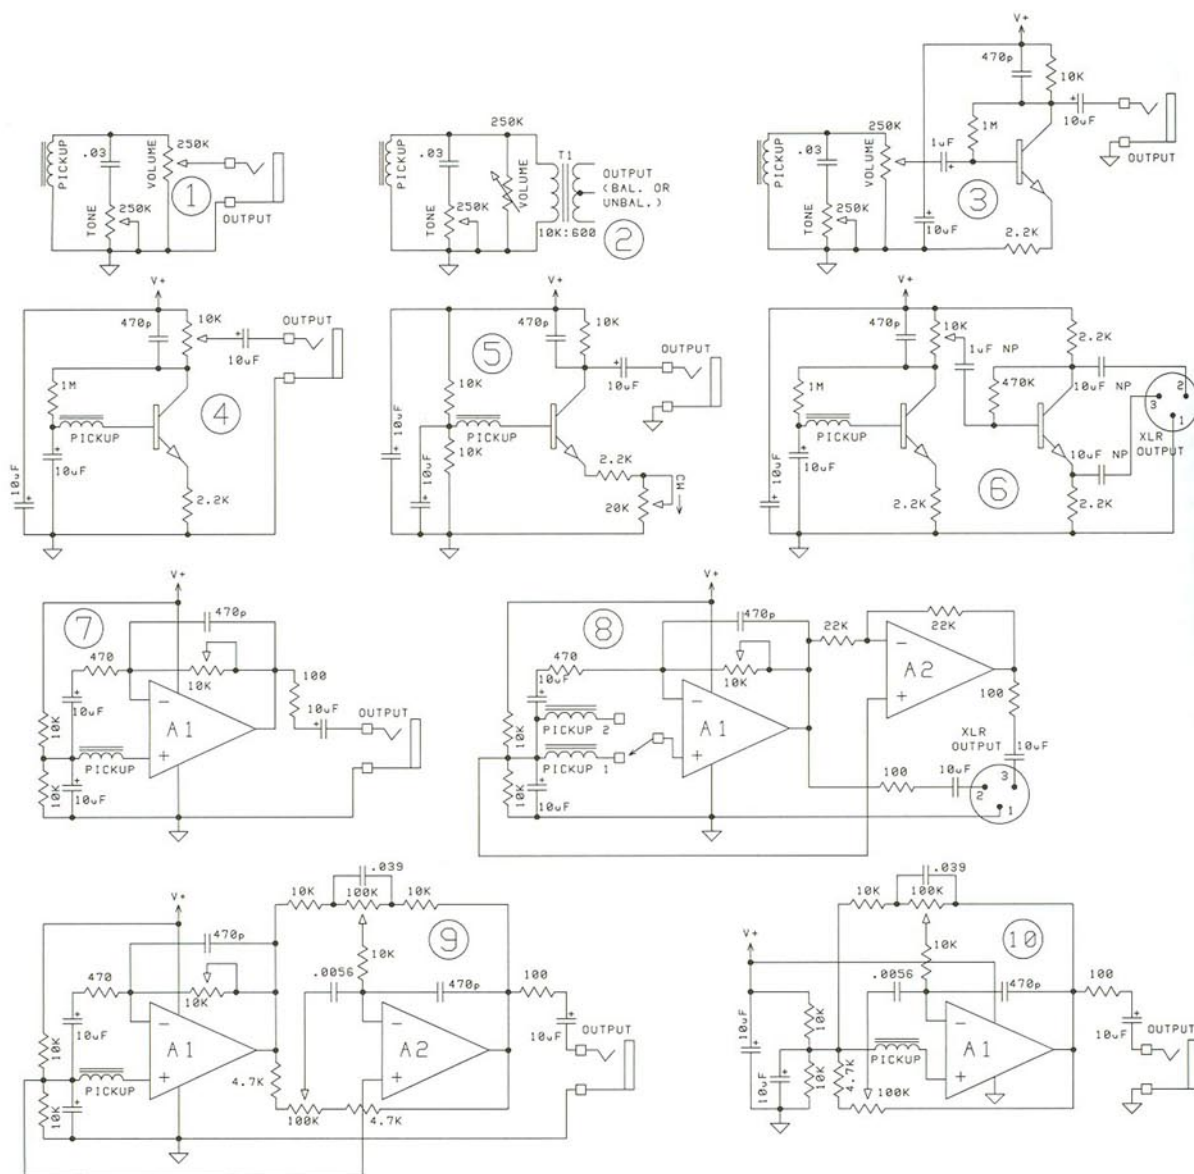 PICKUP
.03
TONE
250K
VOLUME
250K
1
OUTPUT
PICKUP
.03
TONE
250K
250K
VOLUME
T1
10K:600
OUTPUT
(BAL. OR
UNBAL.)
2
V+
470p
10K
10uF
OUTPUT
1M
250K
1uF
PICKUP
.03
VOLUME
3
TONE
250K
10uF
2.2K
V+
470p
10K
10uF
OUTPUT
1M
PICKUP
4
10uF
10uF
2.2K
V+
470p
10K
5
OUTPUT
10uF
10K
PICKUP
10K
10uF
10uF
2.2K
20K
CW
V+
470p
10K
1uF NP
2.2K
470K
10uF NP
1M
PICKUP
2
3
1
XLR
OUTPUT
10uF NP
10uF
10uF
2.2K
6
2.2K
V+
7
470p
470
10K
100
10uF
10uF
OUTPUT
10K
A1
-
+
PICKUP
10K
10uF
V+
8
470p
22K
22K
470
10K
10uF
A2
-
+
100
10K
PICKUP 2
A1
-
+
PICKUP 1
XLR
OUTPUT
10uF
10K
10uF
100
10uF
2
3
1
.039
10K
100K
10K
V+
9
470p
10K
470
10K
.0056
470p
100
10uF
10uF
OUTPUT
10K
A1
-
+
A2
-
+
PICKUP
10K
4.7K
100K
4.7K
.039
10K
100K
V+
10
10K
.0056
470p
100
10uF
10K
10uF
OUTPUT
PICKUP
A1
-
+
10uF
10K
4.7K
100K